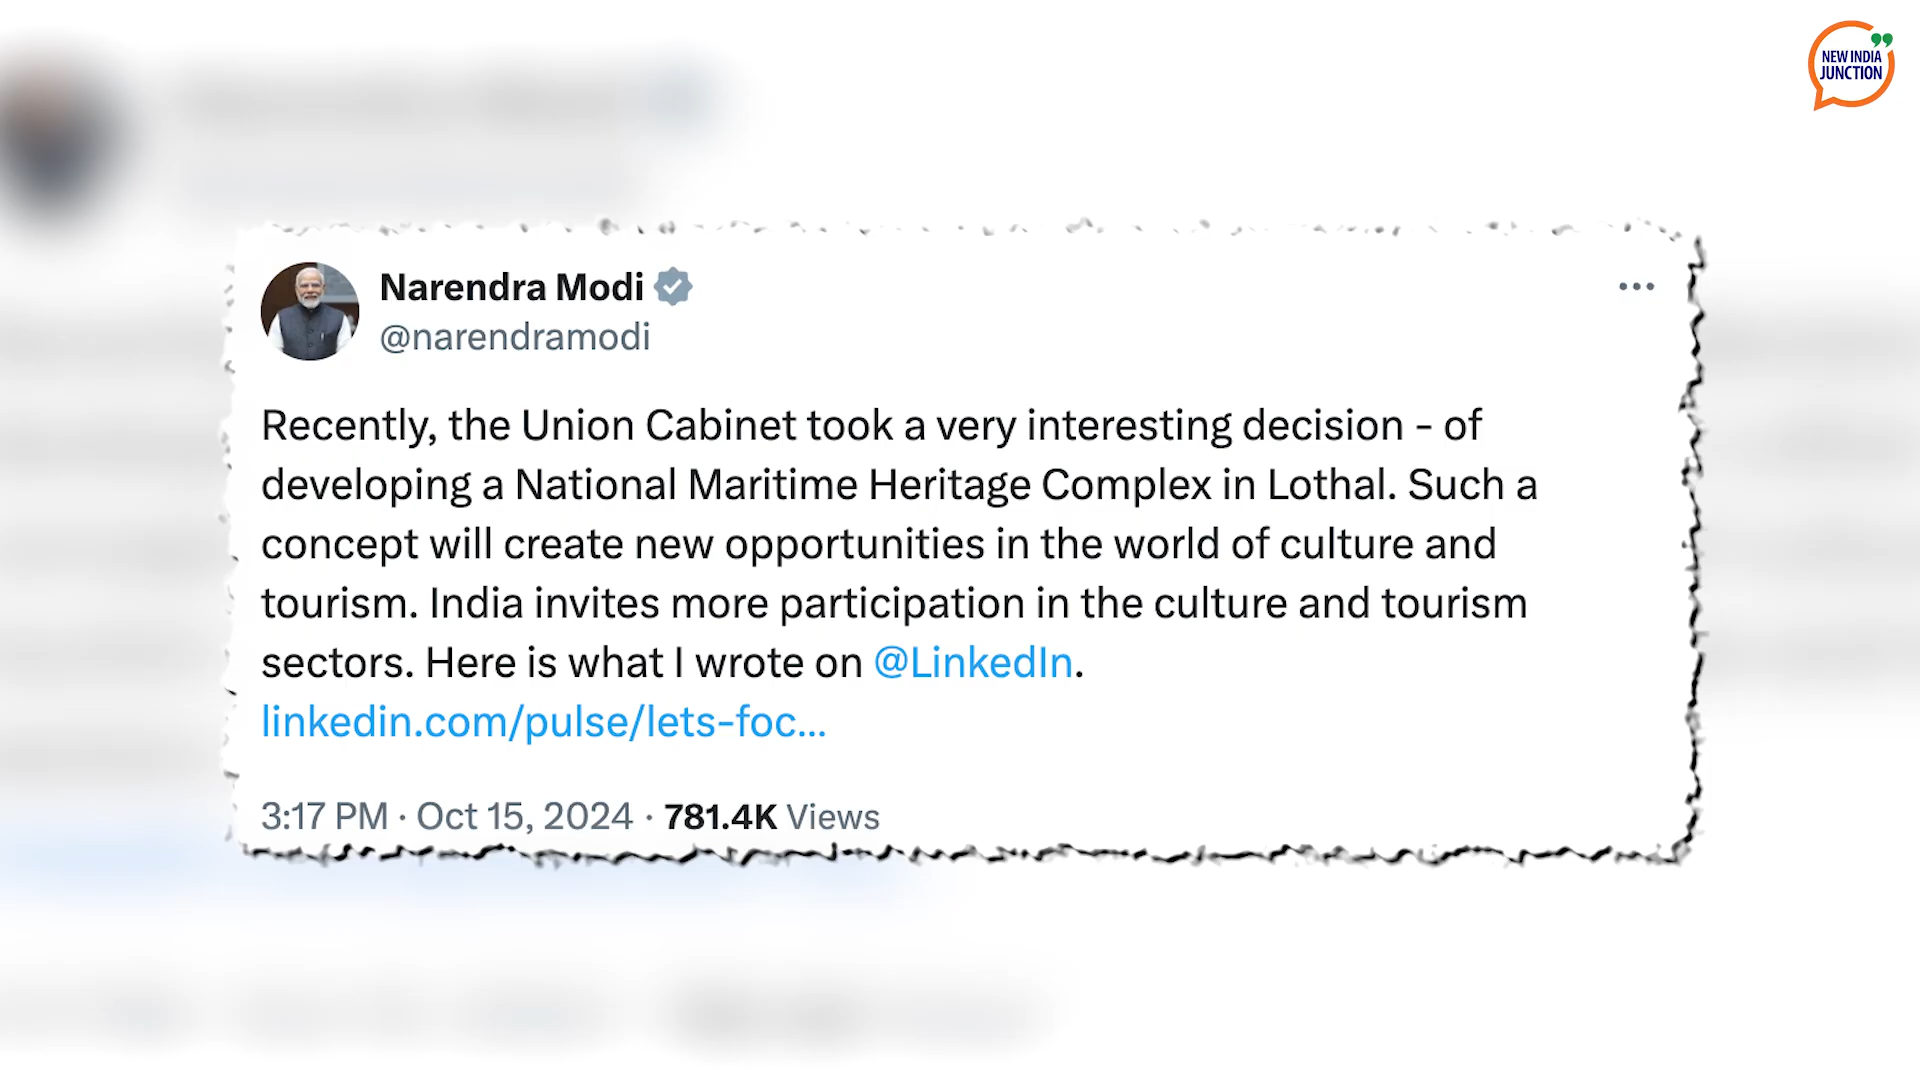 NEW INDIA
JUNCTION
Narendra Modi
@narendramodi
Recently, the Union Cabinet took a very interesting decision - of
developing a National Maritime Heritage Complex in Lothal. Such a
concept will create new opportunities in the world of culture and
tourism. India invites more participation in the culture and tourism
sectors. Here is what I wrote on @LinkedIn.
linkedin.com/pulse/lets-foc...
3:17 PM · Oct 15, 2024 · 781.4K Views